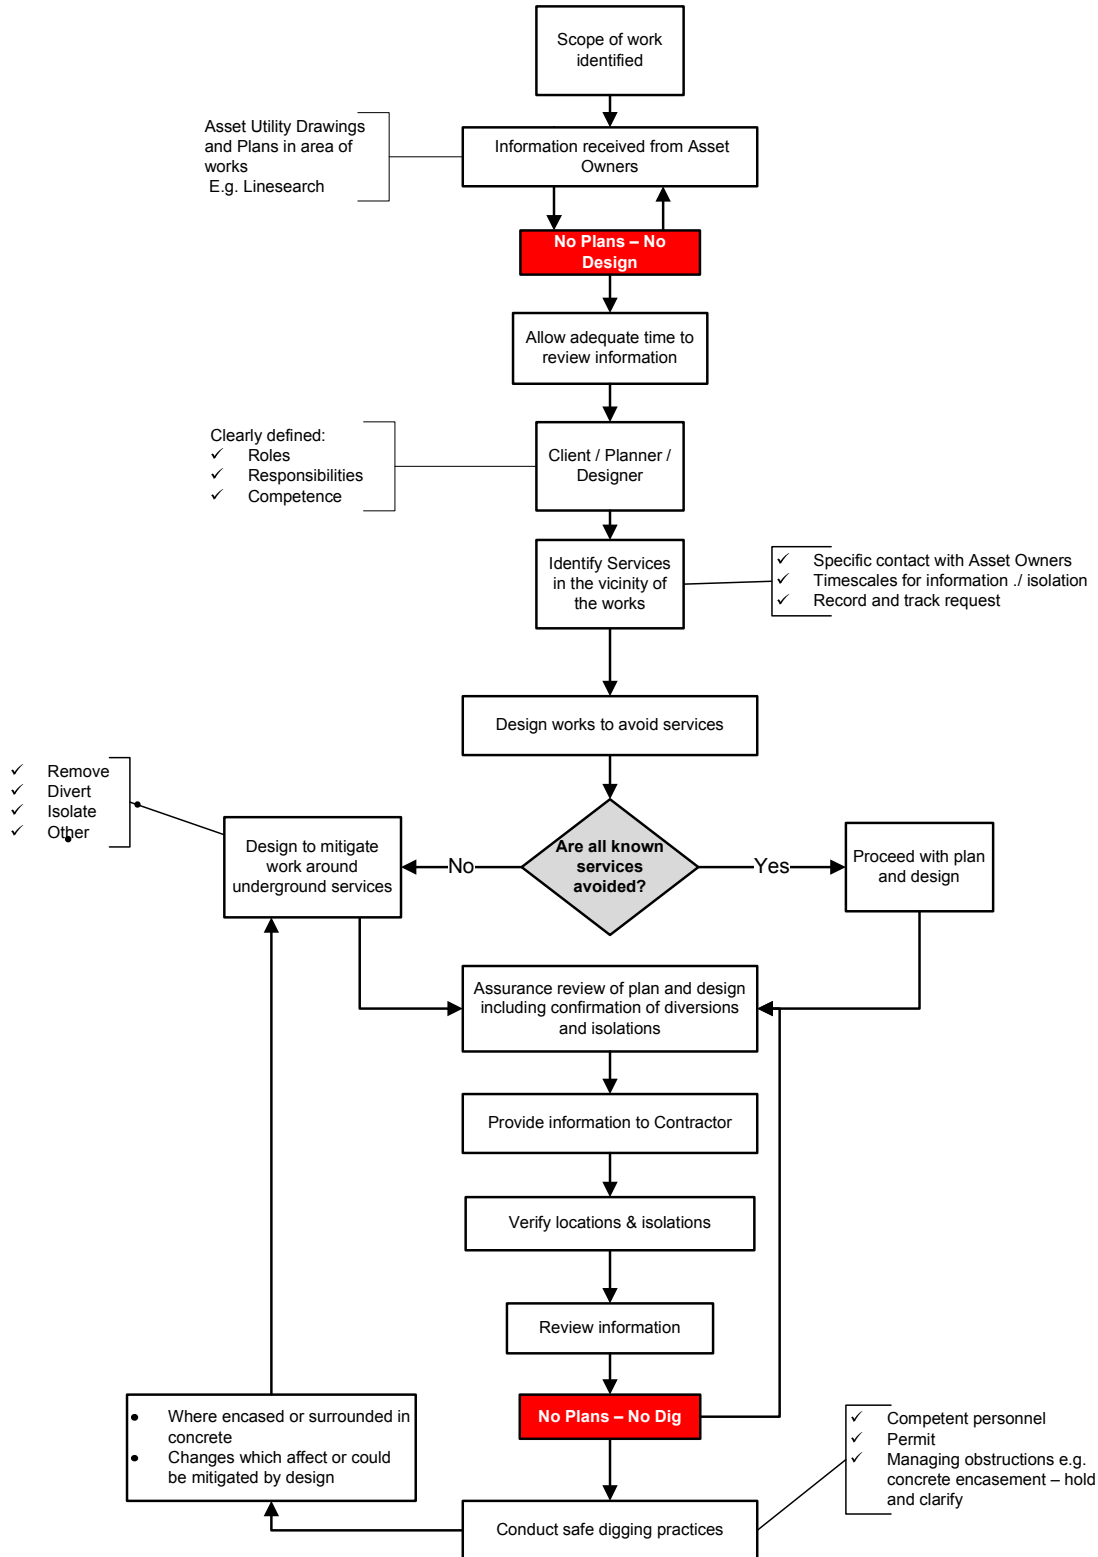 Scope of work
identified
Asset Utility Drawings
and Plans in area of
works
E.g. Linesearch
Information received from Asset
Owners
No Plans – No
Design
Allow adequate time to
review information
Clearly defined:
✓ Roles
✓ Responsibilities
✓ Competence
Client / Planner /
Designer
Identify Services
in the vicinity of
the works
✓ Specific contact with Asset Owners
✓ Timescales for information ./ isolation
✓ Record and track request
Design works to avoid services
✓ Remove
✓ Divert
✓ Isolate
✓ Other
Design to mitigate
work around
underground services
No
Are all known
services
avoided?
Yes
Proceed with plan
and design
Assurance review of plan and design
including confirmation of diversions
and isolations
Provide information to Contractor
Verify locations & isolations
Review information
No Plans – No Dig
• Where encased or surrounded in
concrete
• Changes which affect or could
be mitigated by design
✓ Competent personnel
✓ Permit
✓ Managing obstructions e.g.
concrete encasement – hold
and clarify
Conduct safe digging practices